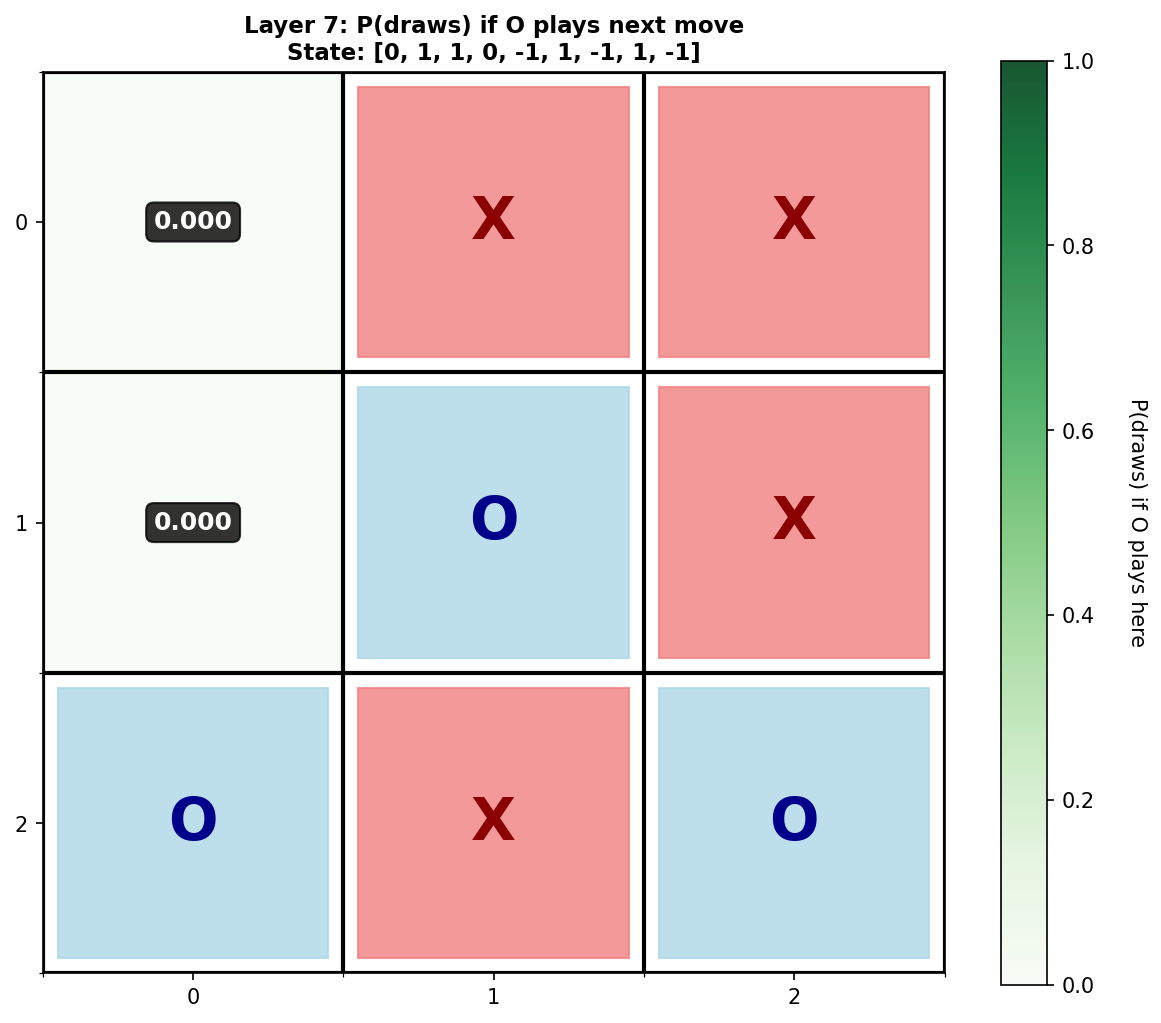 Layer 7: P(draws) if O plays next move
State: [0, 1, 1, 0, -1, 1, -1, 1, -1]
0
0.000
X
X
1
0.000
O
X
2
O
X
O
0
1
2
1.0
0.8
0.6
0.4
0.2
0.0
P(draws) if O plays here